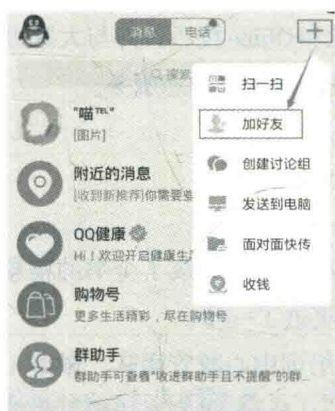 消息 电话
搜索
扫一扫
加好友
创建讨论组
发送到电脑
面对面快传
收钱
"喵℡"
[图片]
附近的消息
[收到新推荐]你需要
QQ健康
Hi！欢迎开启健康生
购物号
更多生活精彩，尽在购物号
群助手
群助手可查看"收进群助手且不提醒"的群...